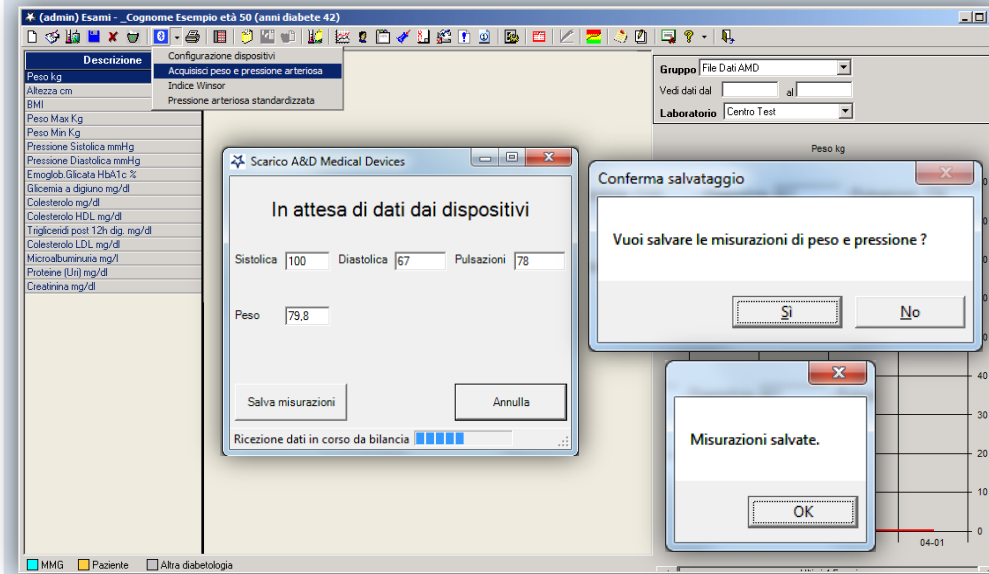 (admin) Esami - _Cognome Esempio età 50 (anni diabete 42)
Descrizione
Peso kg
Altezza cm
BMI
Peso Max Kg
Peso Min Kg
Pressione Sistolica mmHg
Pressione Diastolica mmHg
Emoglob.Glicata HbA1c %
Glicemia a digiuno mg/dl
Colesterolo mg/dl
Colesterolo HDL mg/dl
Trigliceridi post 12h dig. mg/dl
Colesterolo LDL mg/dl
Microalbuminuria mg/l
Proteine (Uri) mg/dl
Creatinina mg/dl
Configurazione dispositivi
Acquisisci peso e pressione arteriosa
Indice Winsor
Pressione arteriosa standardizzata
Gruppo File Dati AMD
Vedi dati dal al
Laboratorio Centro Test
Peso kg
Scarico A&D Medical Devices
In attesa di dati dai dispositivi
Sistolica 100 Diastolica 67 Pulsazioni 78
Peso 79,8
Salva misurazioni Annulla
Ricezione dati in corso da bilancia
Conferma salvataggio
Vuoi salvare le misurazioni di peso e pressione ?
Sì No
Misurazioni salvate.
OK
40
30
20
10
0
04-01
MMG Paziente Altra diabetologia